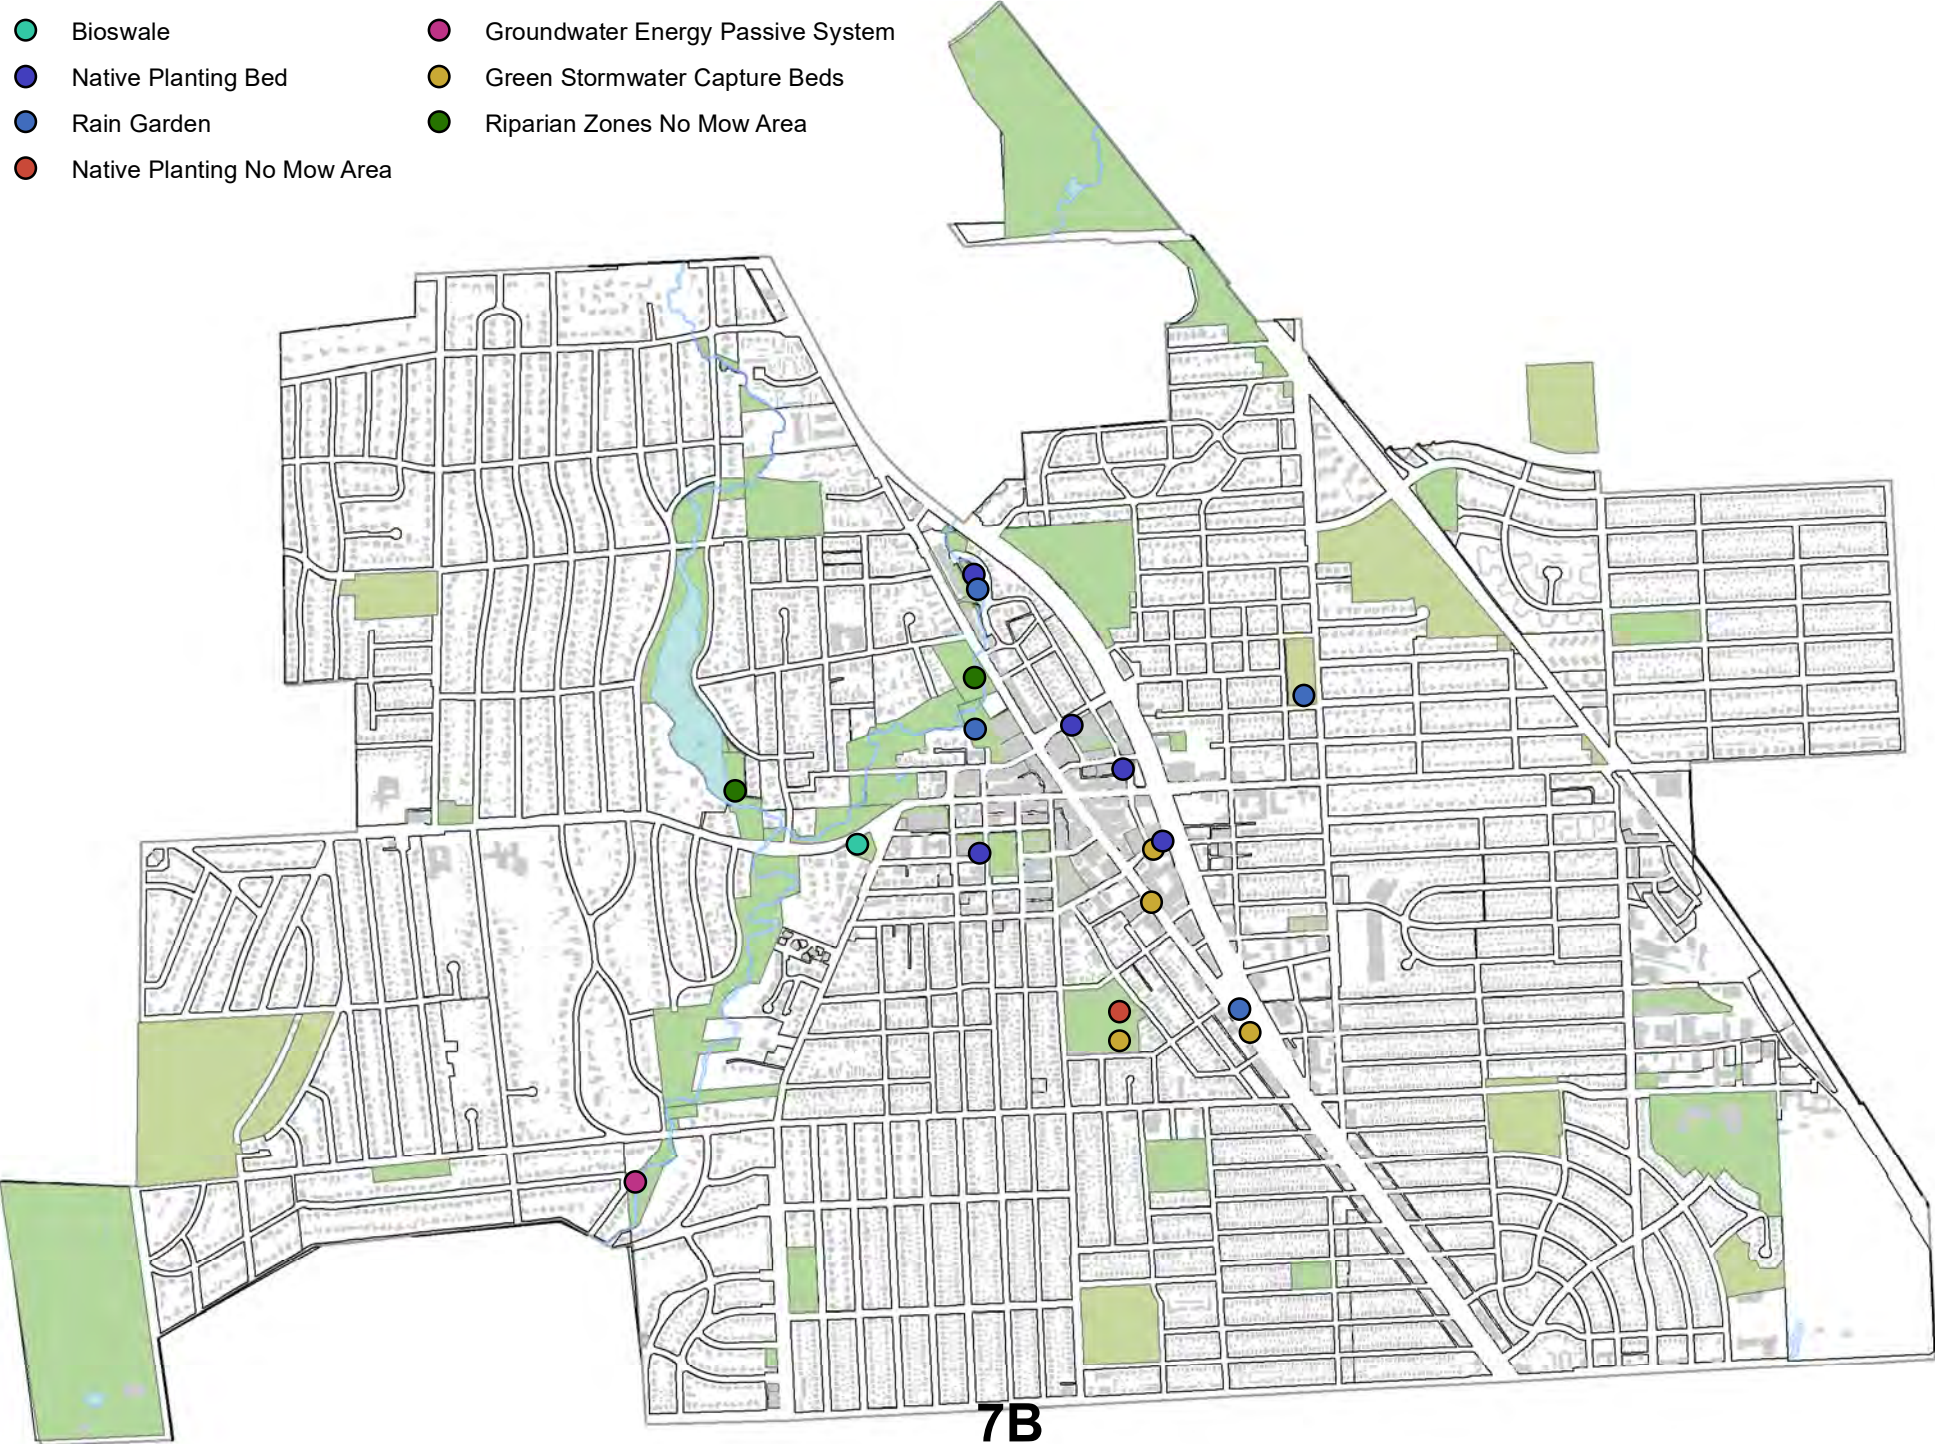 Bioswale
Native Planting Bed
Rain Garden
Native Planting No Mow Area
Groundwater Energy Passive System
Green Stormwater Capture Beds
Riparian Zones No Mow Area
7B